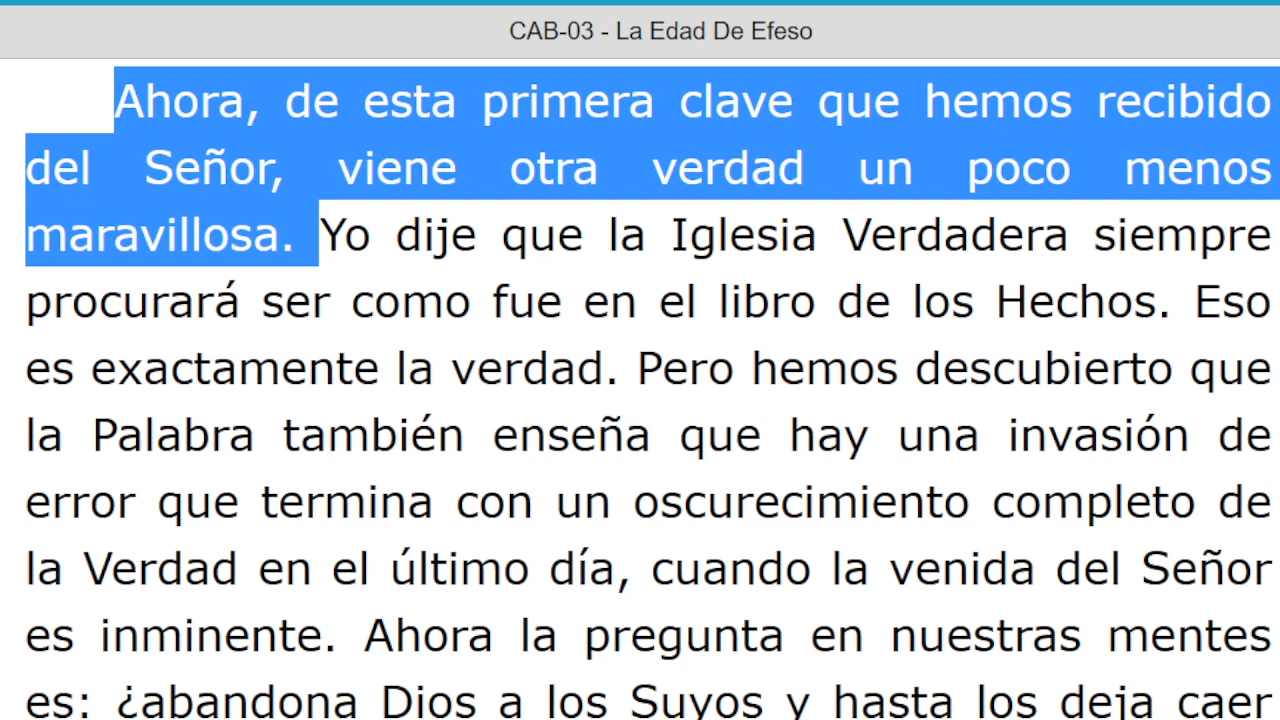 CAB-03 - La Edad De Efeso
Ahora, de esta primera clave que hemos recibido
del Señor, viene otra verdad un poco menos
maravillosa. Yo dije que la Iglesia Verdadera siempre
procurará ser como fue en el libro de los Hechos. Eso
es exactamente la verdad. Pero hemos descubierto que
la Palabra también enseña que hay una invasión de
error que termina con un oscurecimiento completo de
la Verdad en el último día, cuando la venida del Señor
es inminente. Ahora la pregunta en nuestras mentes
es: ¿abandona Dios a los Suyos y hasta los deja caer